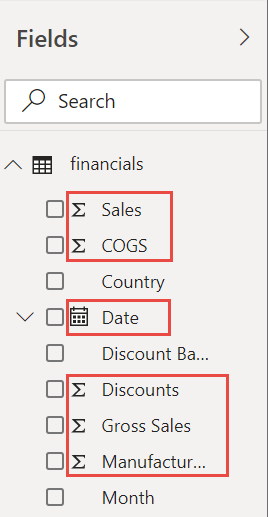 Fields
Search
financials
Σ Sales
Σ COGS
Country
Date
Discount Ba...
Σ Discounts
Σ Gross Sales
Σ Manufactur...
Month